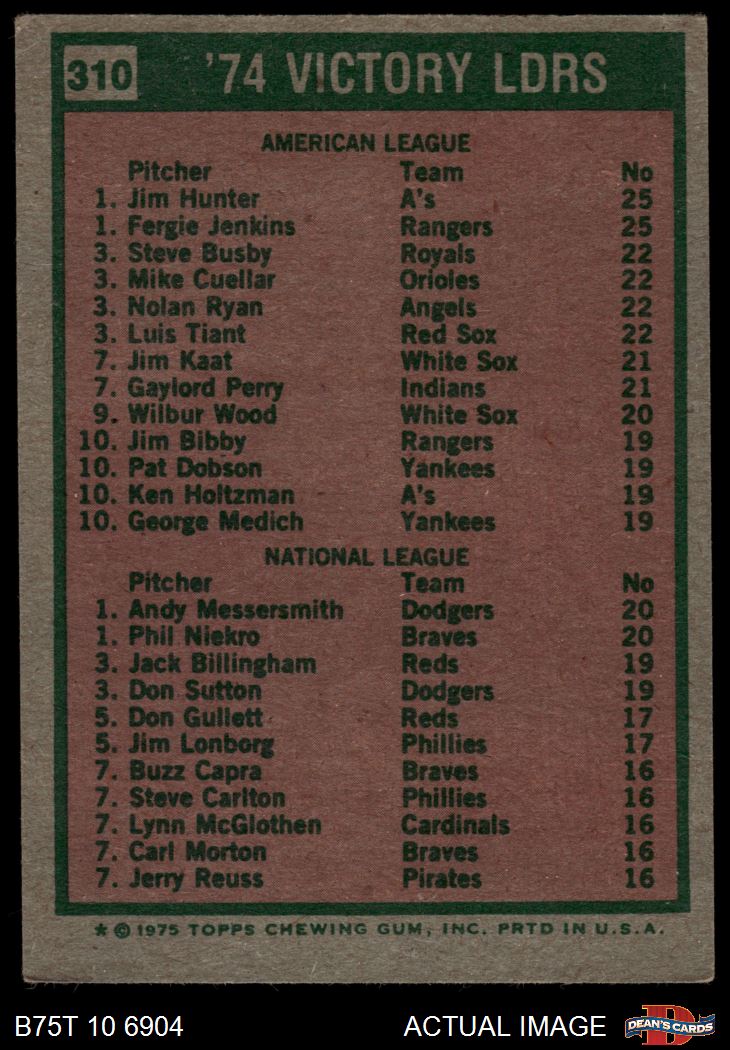 310 '74 VICTORY LDRS
AMERICAN LEAGUE
Pitcher Team No
1. Jim Hunter A's 25
1. Fergie Jenkins Rangers 25
3. Steve Busby Royals 22
3. Mike Cuellar Orioles 22
3. Nolan Ryan Angels 22
3. Luis Tiant Red Sox 22
7. Jim Kaat White Sox 21
7. Gaylord Perry Indians 21
9. Wilbur Wood White Sox 20
10. Jim Bibby Rangers 19
10. Pat Dobson Yankees 19
10. Ken Holtzman A's 19
10. George Medich Yankees 19
NATIONAL LEAGUE
Pitcher Team No
1. Andy Messersmith Dodgers 20
1. Phil Niekro Braves 20
3. Jack Billingham Reds 19
3. Don Sutton Dodgers 19
5. Don Gullett Reds 17
5. Jim Lonborg Phillies 17
7. Buzz Capra Braves 16
7. Steve Carlton Phillies 16
7. Lynn McGlothen Cardinals 16
7. Carl Morton Braves 16
7. Jerry Reuss Pirates 16
★ © 1975 TOPPS CHEWING GUM, INC. PRTD IN U.S.A.
B75T 10 6904 ACTUAL IMAGE D DEAN'S CARDS